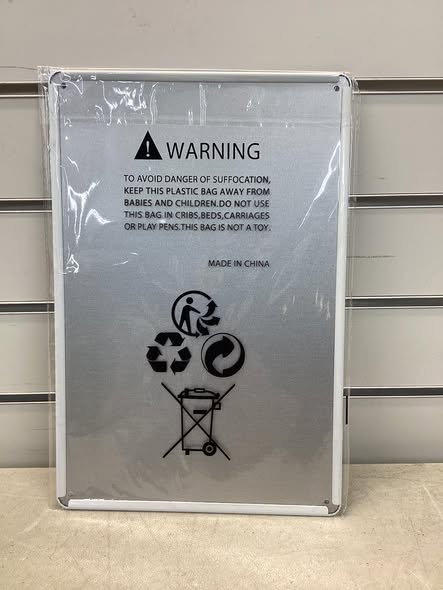 WARNING
TO AVOID DANGER OF SUFFOCATION,
KEEP THIS PLASTIC BAG AWAY FROM
BABIES AND CHILDREN.DO NOT USE
THIS BAG IN CRIBS,BEDS,CARRIAGES
OR PLAY PENS.THIS BAG IS NOT A TOY.
MADE IN CHINA